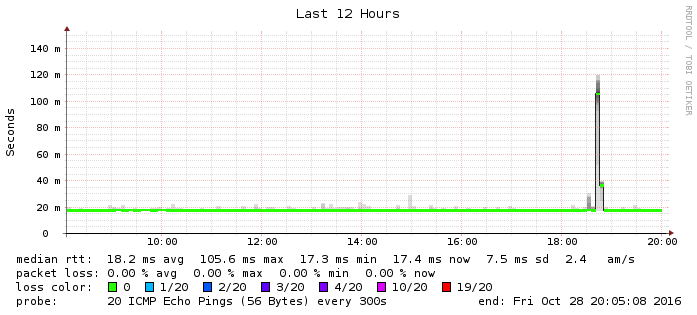 Last 12 Hours
RRDTOOL / TOBI OETIKER
Seconds
140 m
120 m
100 m
80 m
60 m
40 m
20 m
0
10:00 12:00 14:00 16:00 18:00 20:00
median rtt: 18.2 ms avg 105.6 ms max 17.3 ms min 17.4 ms now 7.5 ms sd 2.4 am/s
packet loss: 0.00 % avg 0.00 % max 0.00 % min 0.00 % now
loss color: 0 1/20 2/20 3/20 4/20 10/20 19/20
probe: 20 ICMP Echo Pings (56 Bytes) every 300s end: Fri Oct 28 20:05:08 2016